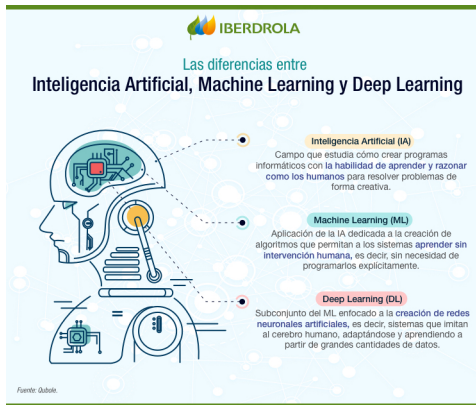 IBERDROLA
Las diferencias entre
Inteligencia Artificial, Machine Learning y Deep Learning
Inteligencia Artificial (IA)
Campo que estudia cómo crear programas
informáticos con la habilidad de aprender y razonar
como los humanos para resolver problemas de
forma creativa.
Machine Learning (ML)
Aplicación de la IA dedicada a la creación de
algoritmos que permitan a los sistemas aprender sin
intervención humana, es decir, sin necesidad de
programarlos explícitamente.
Deep Learning (DL)
Subconjunto del ML enfocado a la creación de redes
neuronales artificiales, es decir, sistemas que imitan
al cerebro humano, adaptándose y aprendiendo a
partir de grandes cantidades de datos.
Fuente: Qubole.